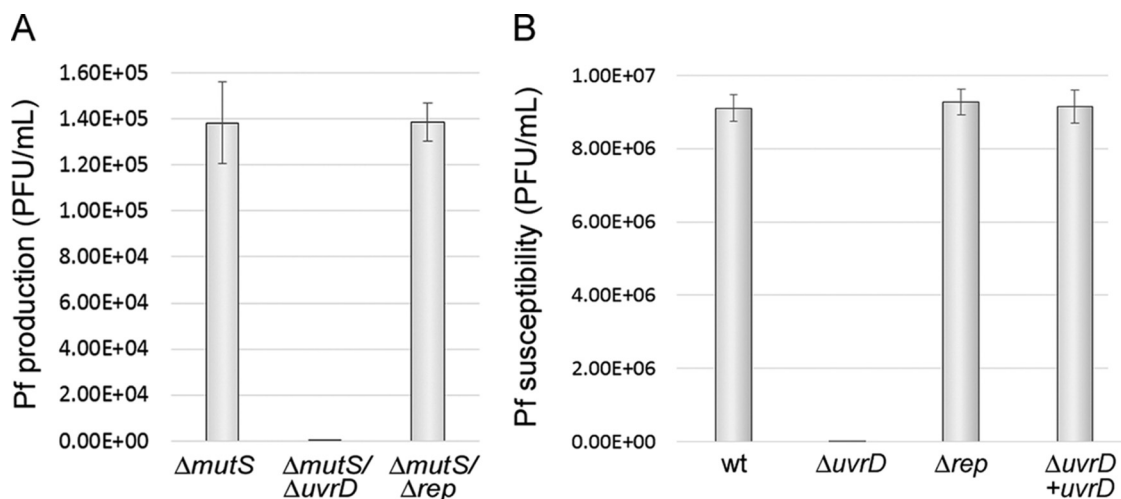 A
Pf production (PFU/mL)
1.60E+05
1.40E+05
1.20E+05
1.00E+05
8.00E+04
6.00E+04
4.00E+04
2.00E+04
0.00E+00
ΔmutS
ΔmutS/
ΔuvrD
ΔmutS/
Δrep
B
Pf susceptibility (PFU/mL)
1.00E+07
8.00E+06
6.00E+06
4.00E+06
2.00E+06
0.00E+00
wt
ΔuvrD
Δrep
ΔuvrD
+uvrD